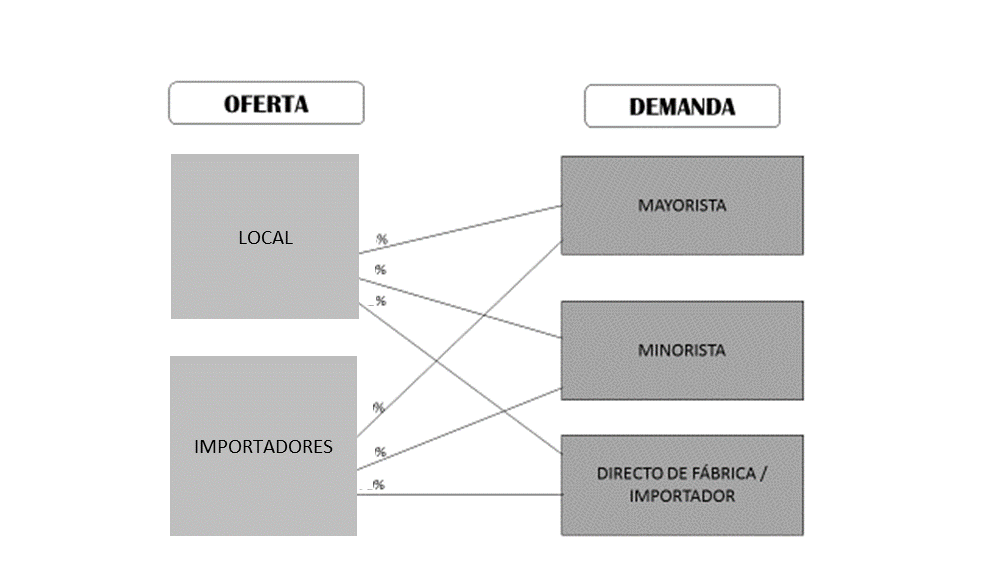 OFERTA
DEMANDA
LOCAL
%
%
_%
IMPORTADORES
%
%
_%
MAYORISTA
MINORISTA
DIRECTO DE FÁBRICA /
IMPORTADOR